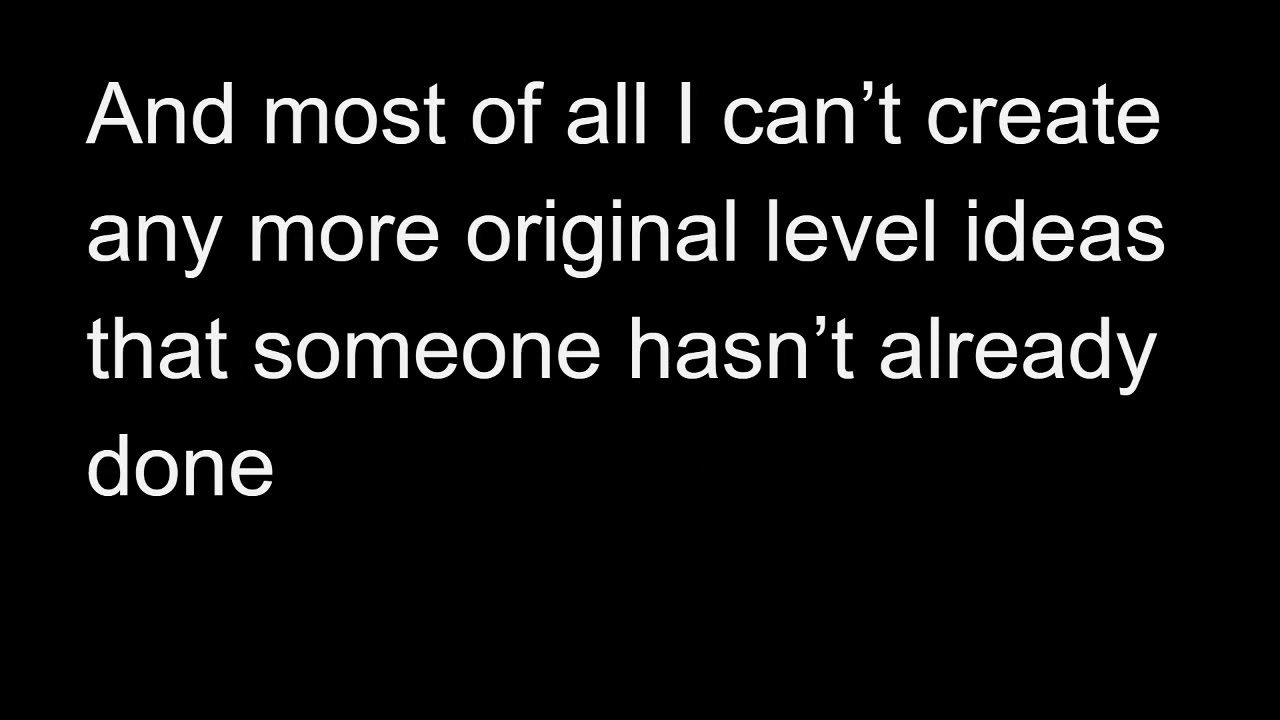 And most of all I can’t create
any more original level ideas
that someone hasn’t already
done